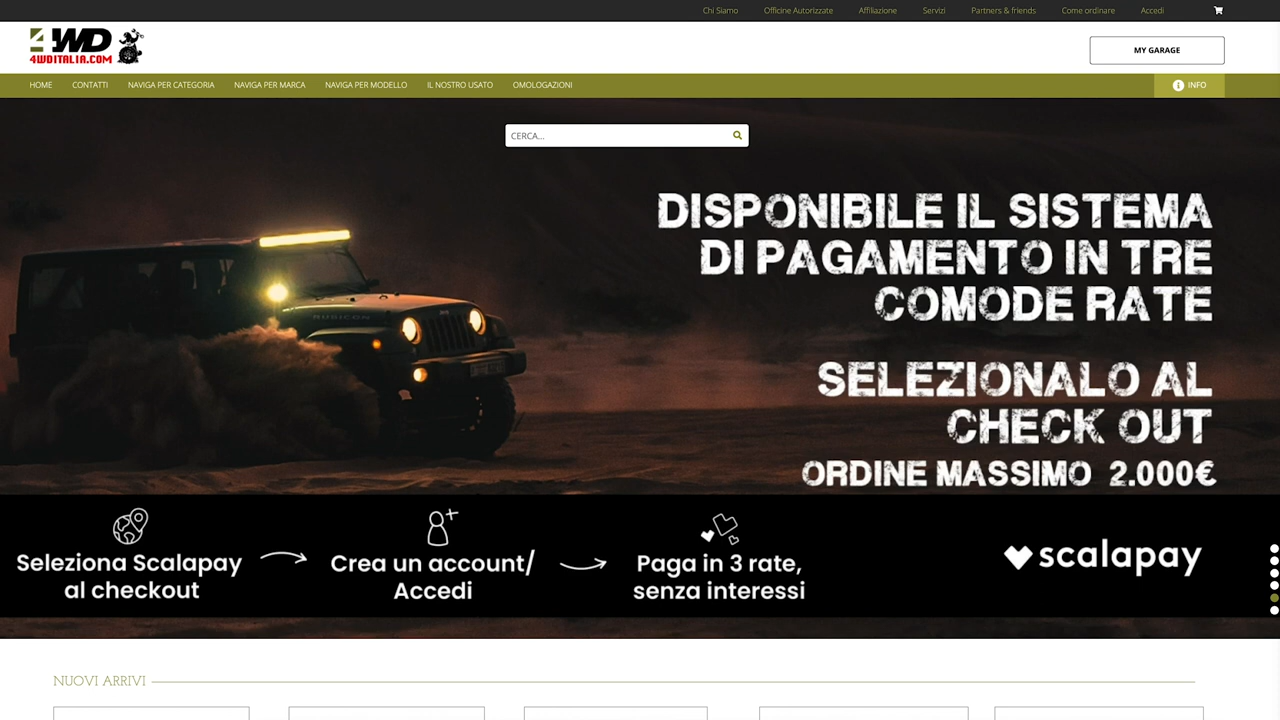 Chi Siamo
Officine Autorizzate
Affiliazione
Servizi
Partners & friends
Come ordinare
Accedi
4WD
4WDITALIA.COM
MY GARAGE
HOME
CONTATTI
NAVIGA PER CATEGORIA
NAVIGA PER MARCA
NAVIGA PER MODELLO
IL NOSTRO USATO
OMOLOGAZIONI
INFO
CERCA...
DISPONIBILE IL SISTEMA
DI PAGAMENTO IN TRE
COMODE RATE
SELEZIONALO AL
CHECK OUT
ORDINE MASSIMO 2.000€
RUBICON
Seleziona Scalapay
al checkout
Crea un account/
Accedi
Paga in 3 rate,
senza interessi
scalapay
NUOVI ARRIVI